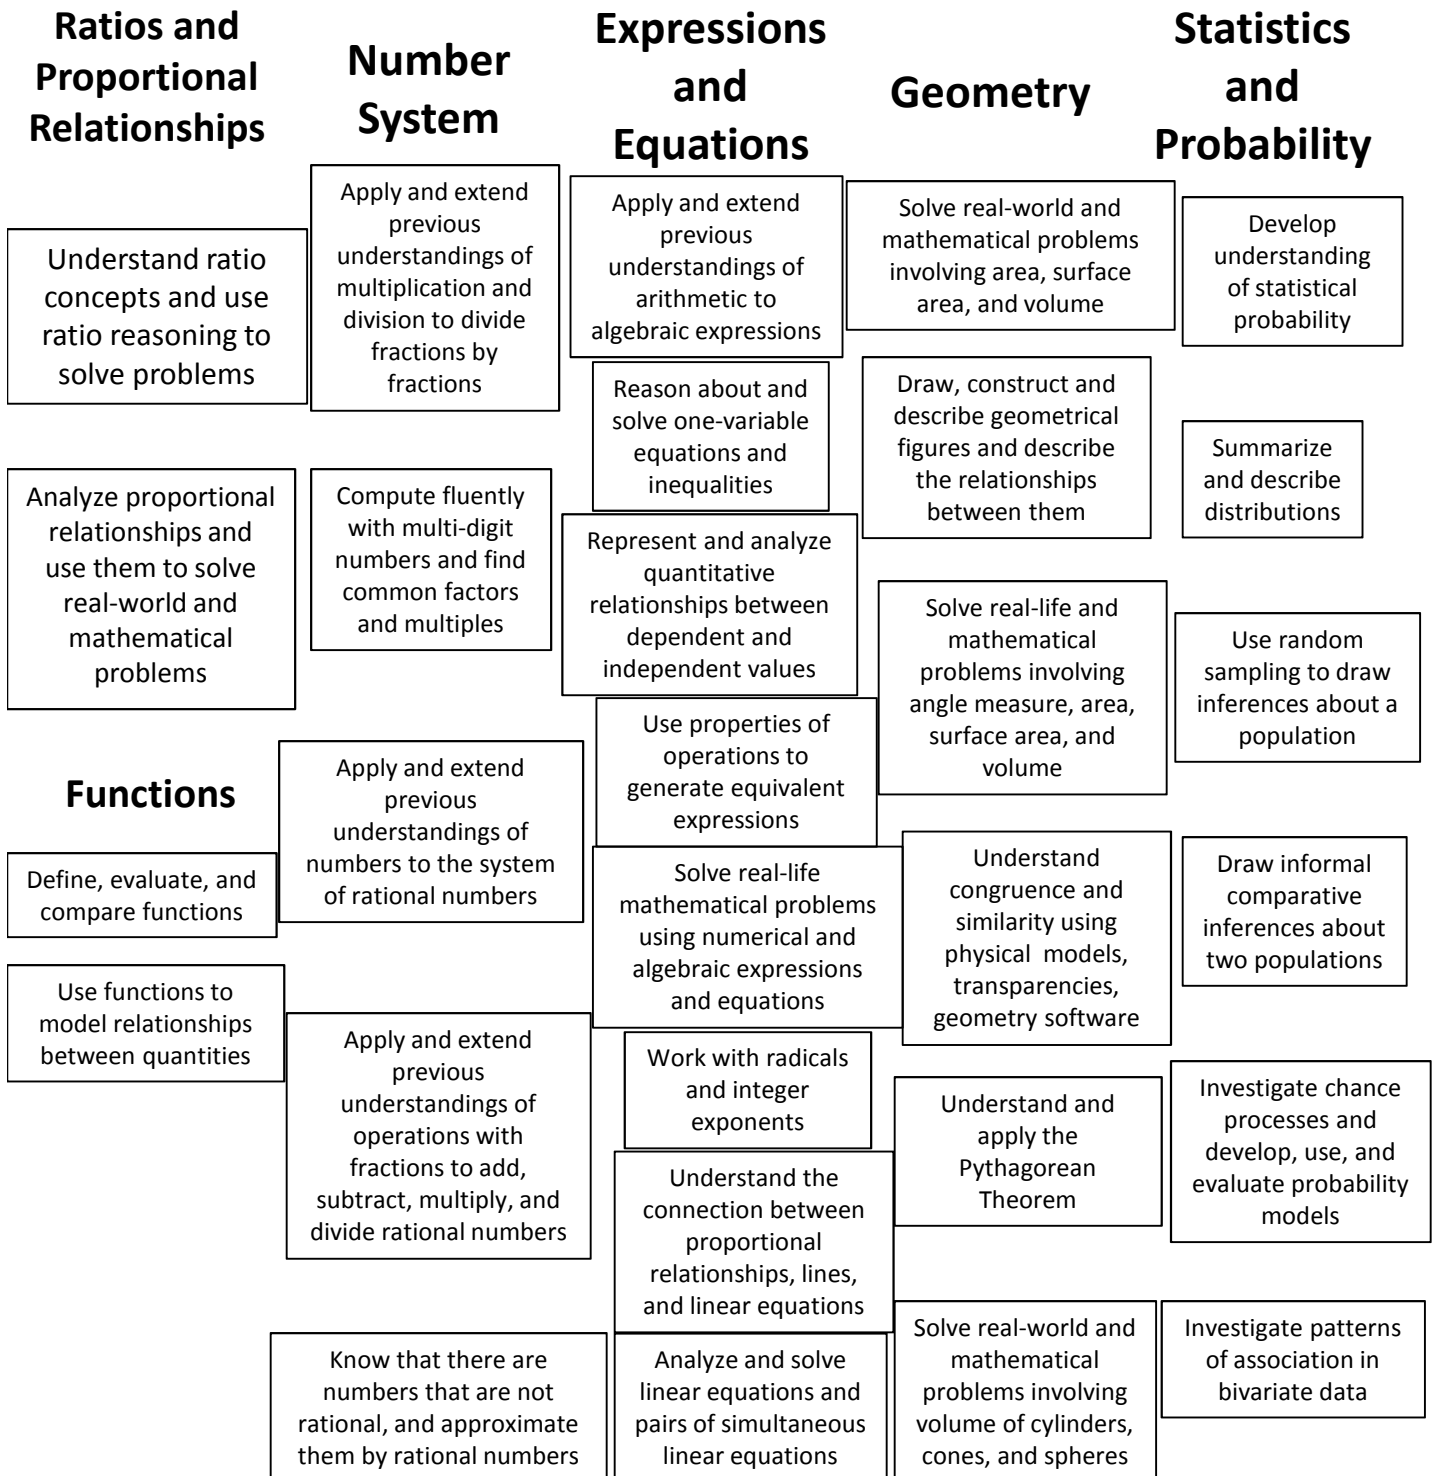 Ratios and
Proportional
Relationships
Understand ratio
concepts and use
ratio reasoning to
solve problems
Analyze proportional
relationships and
use them to solve
real-world and
mathematical
problems
Functions
Define, evaluate, and
compare functions
Use functions to
model relationships
between quantities
Number
System
Apply and extend
previous
understandings of
multiplication and
division to divide
fractions by
fractions
Compute fluently
with multi-digit
numbers and find
common factors
and multiples
Apply and extend
previous
understandings of
numbers to the system
of rational numbers
Apply and extend
previous
understandings of
operations with
fractions to add,
subtract, multiply, and
divide rational numbers
Know that there are
numbers that are not
rational, and approximate
them by rational numbers
Expressions
and
Equations
Apply and extend
previous
understandings of
arithmetic to
algebraic expressions
Reason about and
solve one-variable
equations and
inequalities
Represent and analyze
quantitative
relationships between
dependent and
independent values
Use properties of
operations to
generate equivalent
expressions
Solve real-life
mathematical problems
using numerical and
algebraic expressions
and equations
Work with radicals
and integer
exponents
Understand the
connection between
proportional
relationships, lines,
and linear equations
Analyze and solve
linear equations and
pairs of simultaneous
linear equations
Geometry
Solve real-world and
mathematical problems
involving area, surface
area, and volume
Draw, construct and
describe geometrical
figures and describe
the relationships
between them
Solve real-life and
mathematical
problems involving
angle measure, area,
surface area, and
volume
Understand
congruence and
similarity using
physical models,
transparencies,
geometry software
Understand and
apply the
Pythagorean
Theorem
Solve real-world and
mathematical
problems involving
volume of cylinders,
cones, and spheres
Statistics
and
Probability
Develop
understanding
of statistical
probability
Summarize
and describe
distributions
Use random
sampling to draw
inferences about a
population
Draw informal
comparative
inferences about
two populations
Investigate chance
processes and
develop, use, and
evaluate probability
models
Investigate patterns
of association in
bivariate data